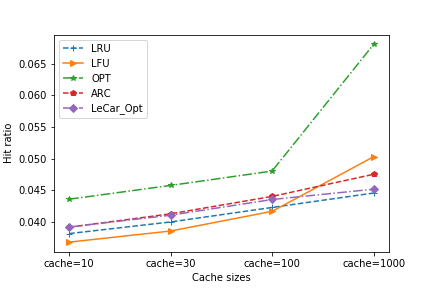 LRU
LFU
OPT
ARC
LeCar_Opt
Hit ratio
0.065
0.060
0.055
0.050
0.045
0.040
cache=10
cache=30
cache=100
cache=1000
Cache sizes